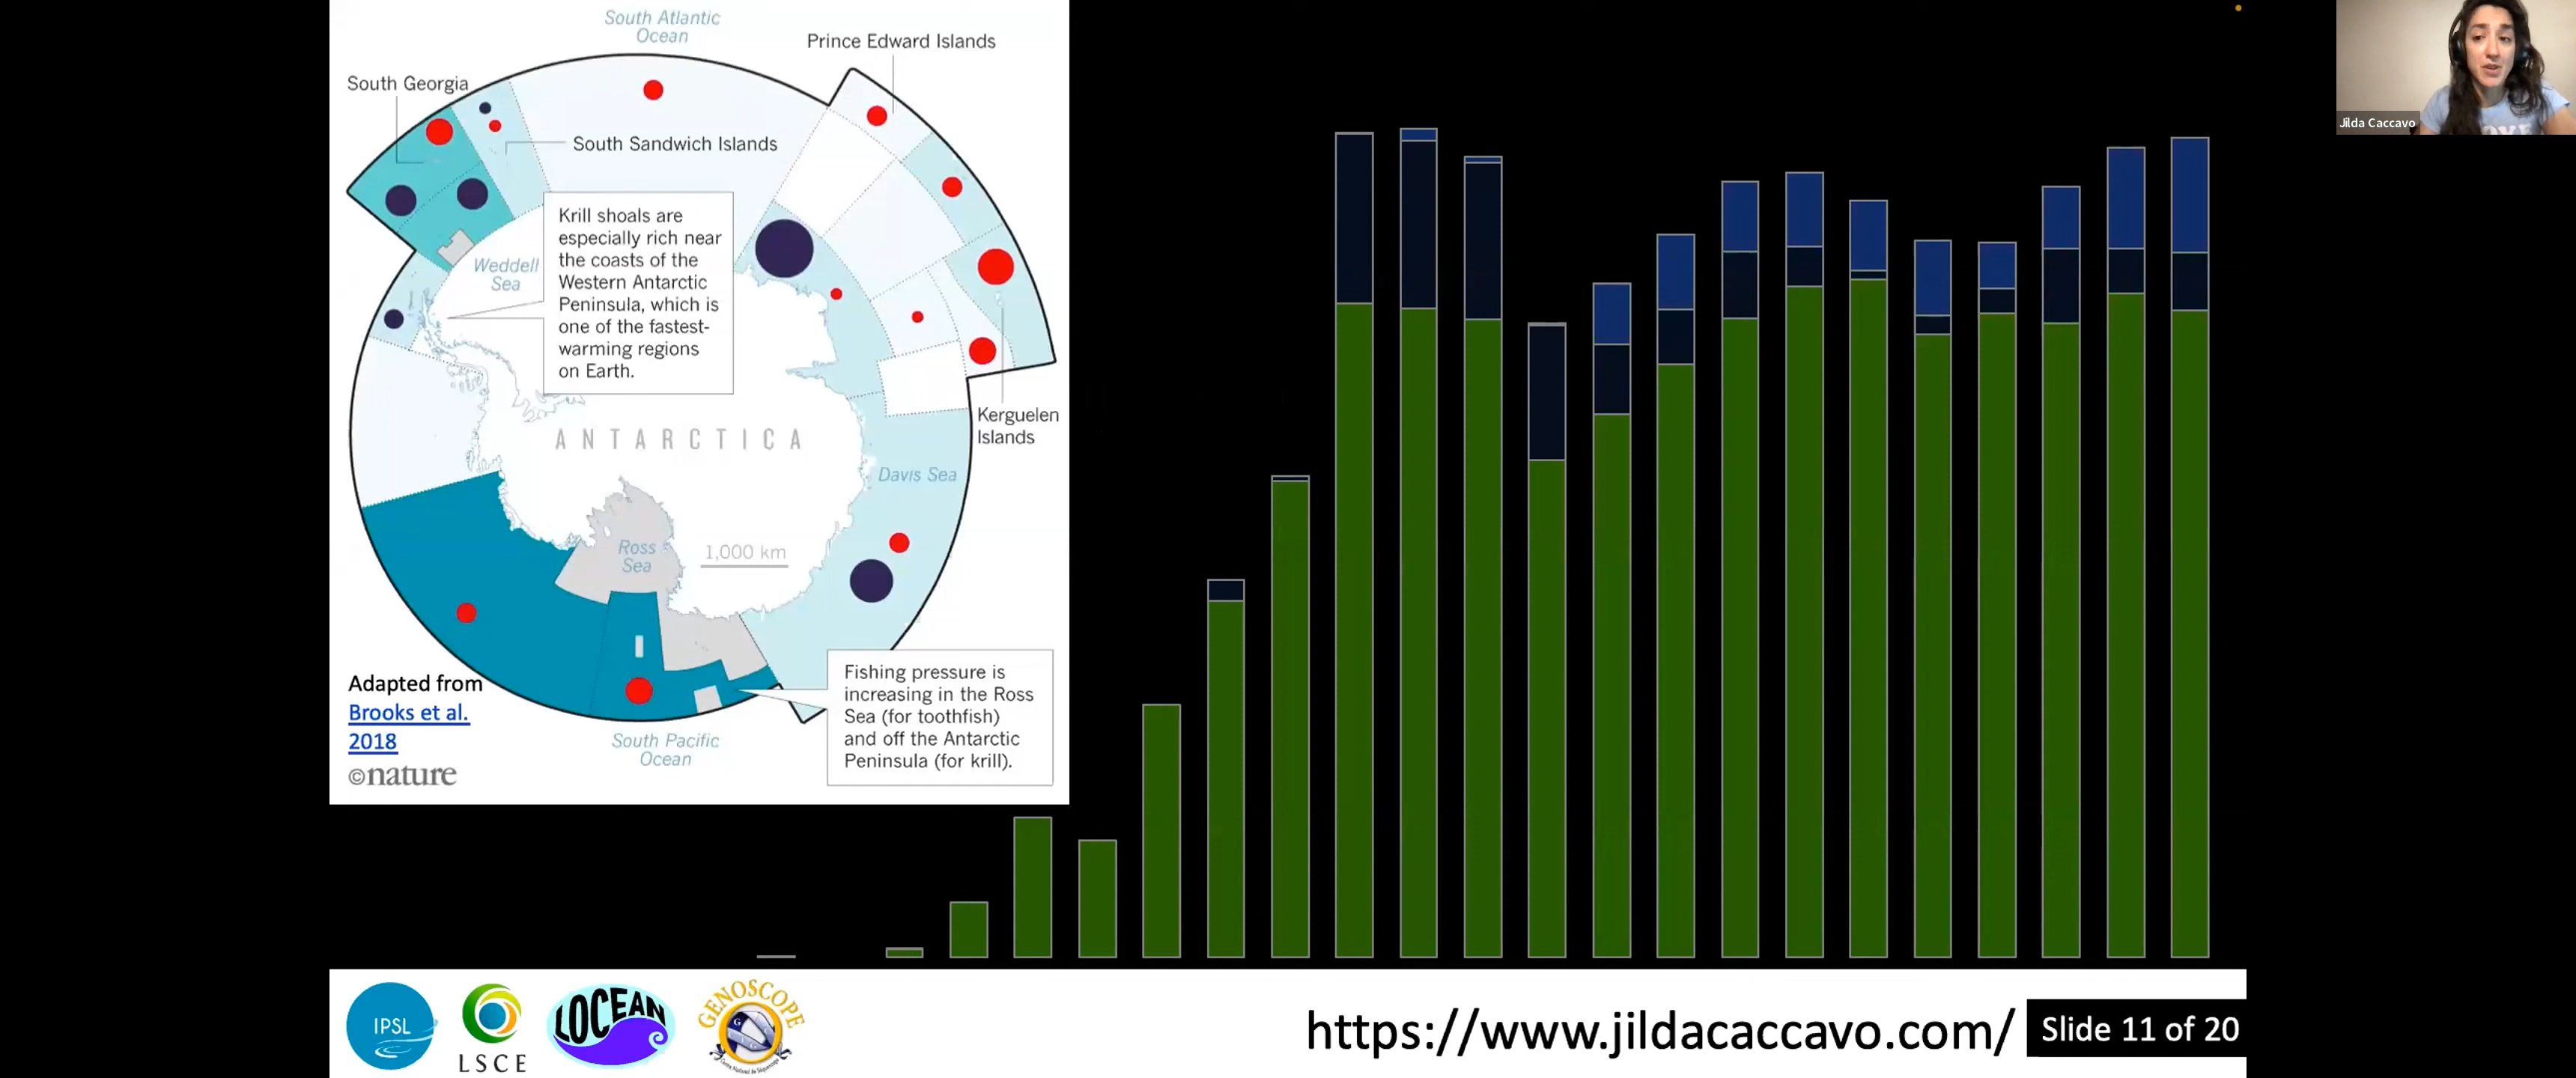 South Atlantic
Ocean
Prince Edward Islands
South Georgia
South Sandwich Islands
Krill shoals are
especially rich near
the coasts of the
Western Antarctic
Peninsula, which is
one of the fastest-
warming regions
on Earth.
Weddell
Sea
Kerguelen
Islands
ANTARCTICA
Davis Sea
Ross
Sea
1,000 km
Fishing pressure is
increasing in the Ross
Sea (for toothfish)
and off the Antarctic
Peninsula (for krill).
Adapted from
Brooks et al.
2018
©nature
South Pacific
Ocean
Jilda Caccavo
IPSL
LSCE
LOCEAN
GENOSCOPE
https://www.jildacaccavo.com/
Slide 11 of 20